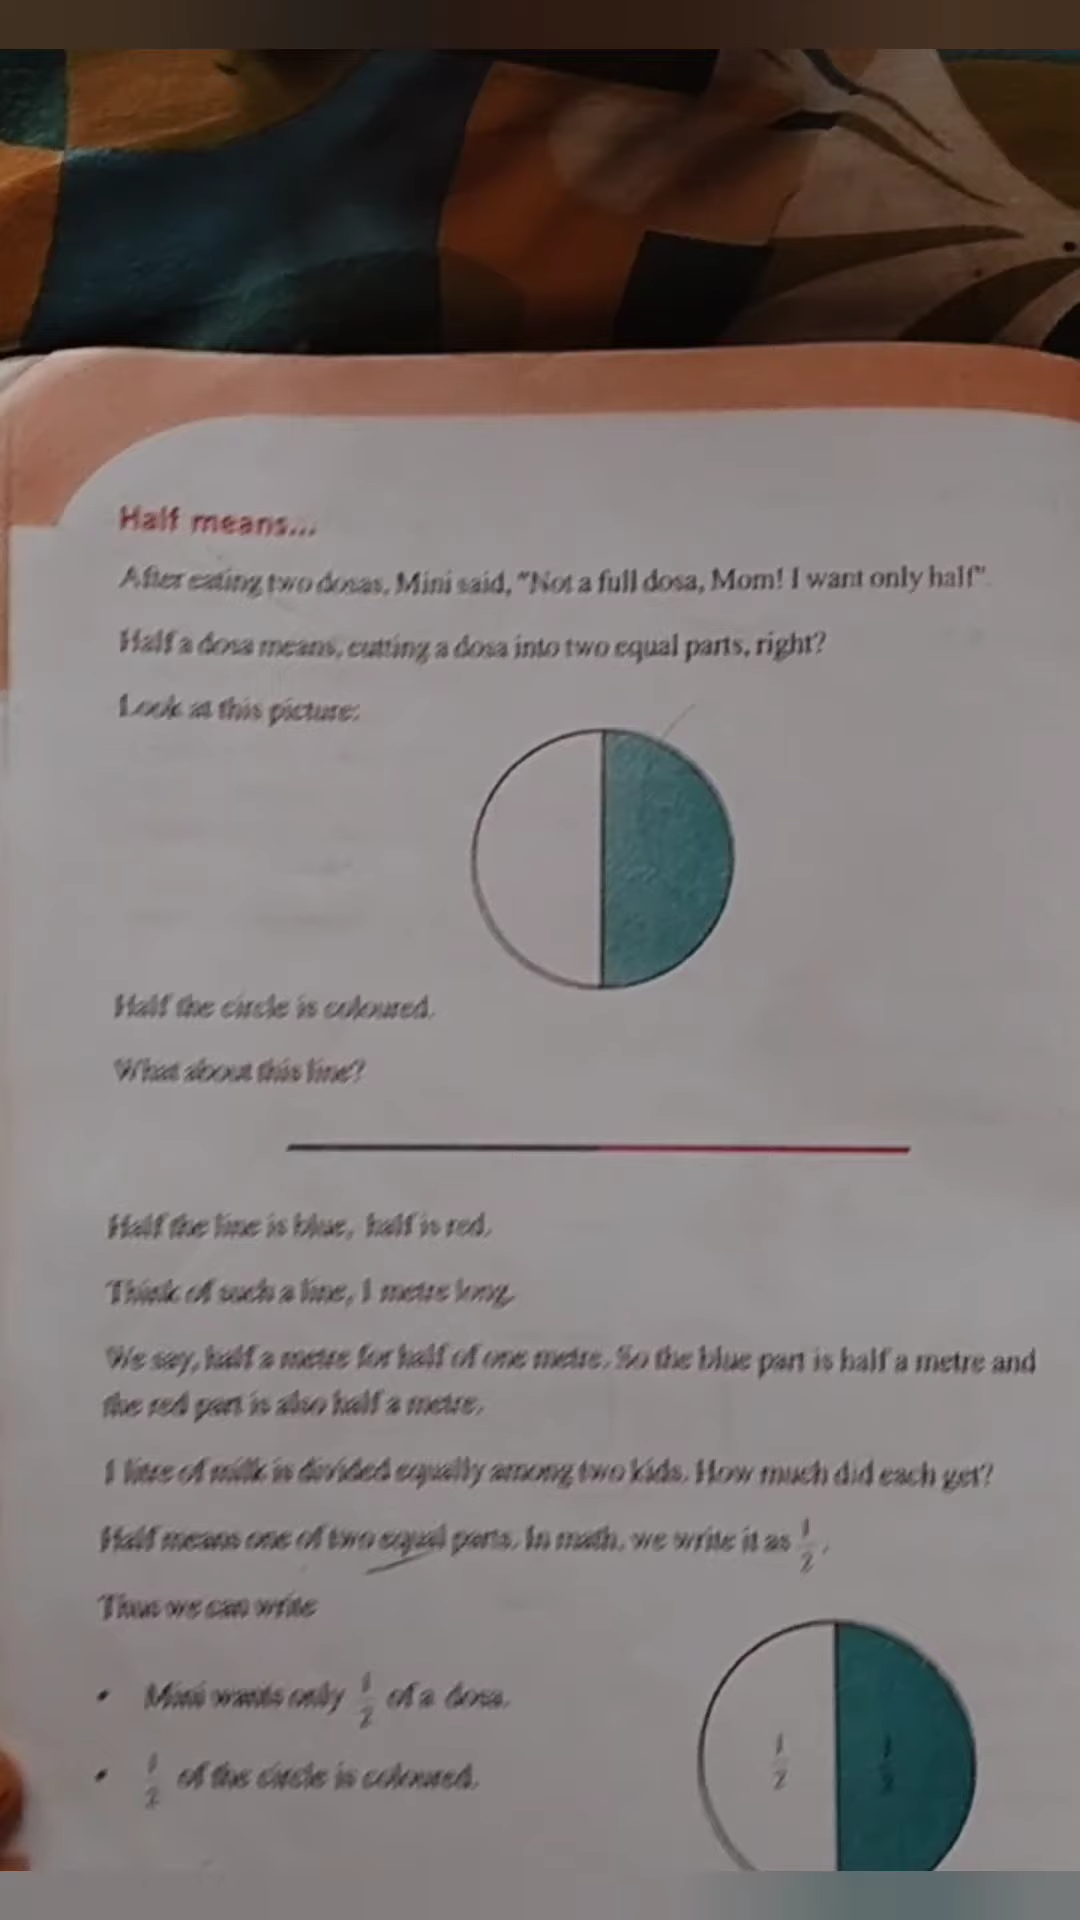 Half means...
After eating two dosas, Mini said, "Not a full dosa, Mom! I want only half"
Half a dosa means, cutting a dosa into two equal parts, right?
Look at this picture:
Half the circle is coloured.
What about this line?
Half the line is blue, half is red.
Think of such a line, 1 metre long.
We say, half a metre for half of one metre. So the blue part is half a metre and
the red part is also half a metre.
1 litre of milk is divided equally among two kids. How much did each get?
Half means one of two equal parts. In math, we write it as 1/2.
Thus we can write
• Mini wants only 1/2 of a dosa.
• 1/2 of the circle is coloured.
1/2 1/2